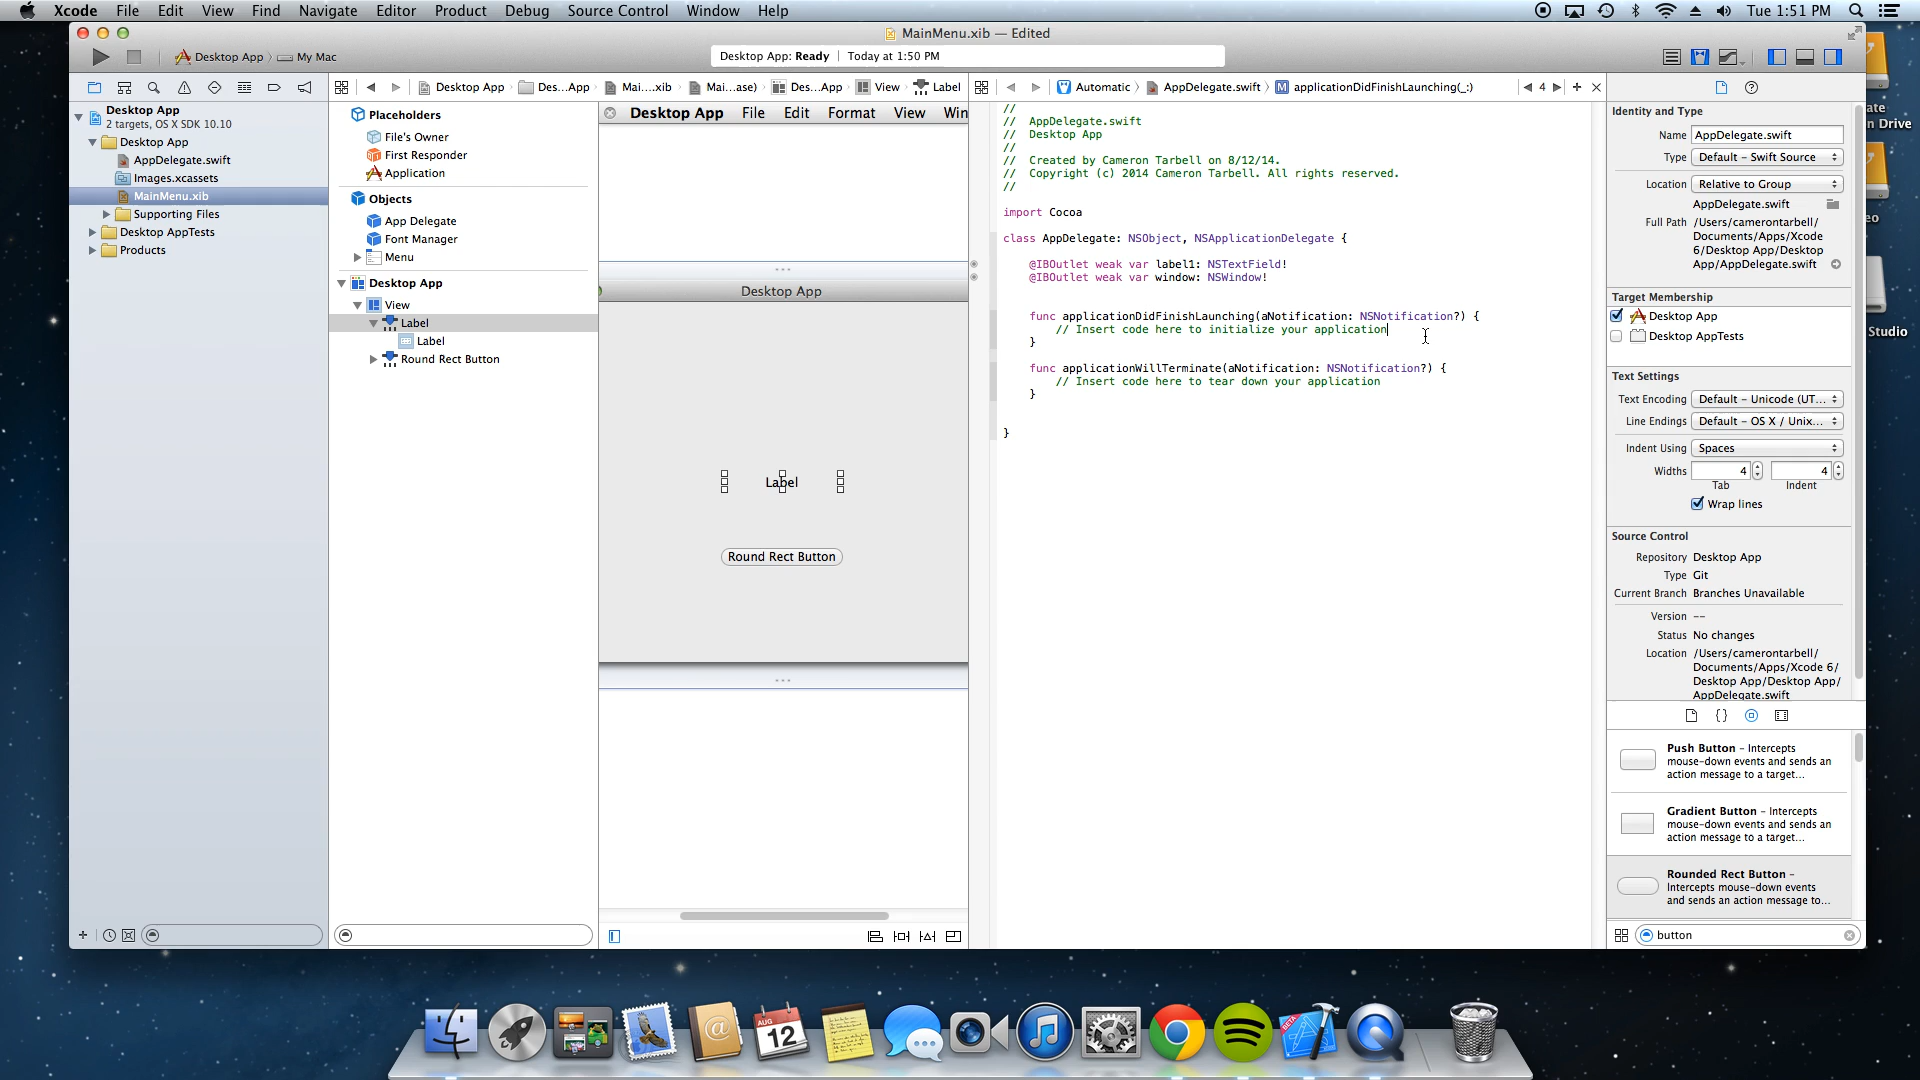 Xcode File Edit View Find Navigate Editor Product Debug Source Control Window Help Tue 1:51 PM
MainMenu.xib — Edited
Desktop App My Mac
Desktop App: Ready Today at 1:50 PM
Desktop App Des...App Mai....xib Mai...ase) Des...App View Label
Automatic AppDelegate.swift M applicationDidFinishLaunching(_:) 4
Desktop App
2 targets, OS X SDK 10.10
Desktop App
AppDelegate.swift
Images.xcassets
MainMenu.xib
Supporting Files
Desktop AppTests
Products
Placeholders
File's Owner
First Responder
Application
Objects
App Delegate
Font Manager
Menu
Desktop App
View
Label
Label
Round Rect Button
Desktop App File Edit Format View Win
Desktop App
Label
Round Rect Button
//
// AppDelegate.swift
// Desktop App
//
// Created by Cameron Tarbell on 8/12/14.
// Copyright (c) 2014 Cameron Tarbell. All rights reserved.
//
import Cocoa
class AppDelegate: NSObject, NSApplicationDelegate {
@IBOutlet weak var label1: NSTextField!
@IBOutlet weak var window: NSWindow!
func applicationDidFinishLaunching(aNotification: NSNotification?) {
// Insert code here to initialize your application
}
func applicationWillTerminate(aNotification: NSNotification?) {
// Insert code here to tear down your application
}
}
Identity and Type
Name AppDelegate.swift
Type Default - Swift Source
Location Relative to Group
AppDelegate.swift
Full Path /Users/camerontarbell/
Documents/Apps/Xcode
6/Desktop App/Desktop
App/AppDelegate.swift
Target Membership
Desktop App
Desktop AppTests
Text Settings
Text Encoding Default - Unicode (UT...
Line Endings Default - OS X / Unix...
Indent Using Spaces
Widths 4 4
Tab Indent
Wrap lines
Source Control
Repository Desktop App
Type Git
Current Branch Branches Unavailable
Version --
Status No changes
Location /Users/camerontarbell/
Documents/Apps/Xcode 6/
Desktop App/Desktop App/
AppDelegate.swift
{}
Push Button - Intercepts
mouse-down events and sends an
action message to a target...
Gradient Button - Intercepts
mouse-down events and sends an
action message to a target...
Rounded Rect Button -
Intercepts mouse-down events
and sends an action message to...
button
ate
n Drive
eo
Studio
AUG
12
BETA